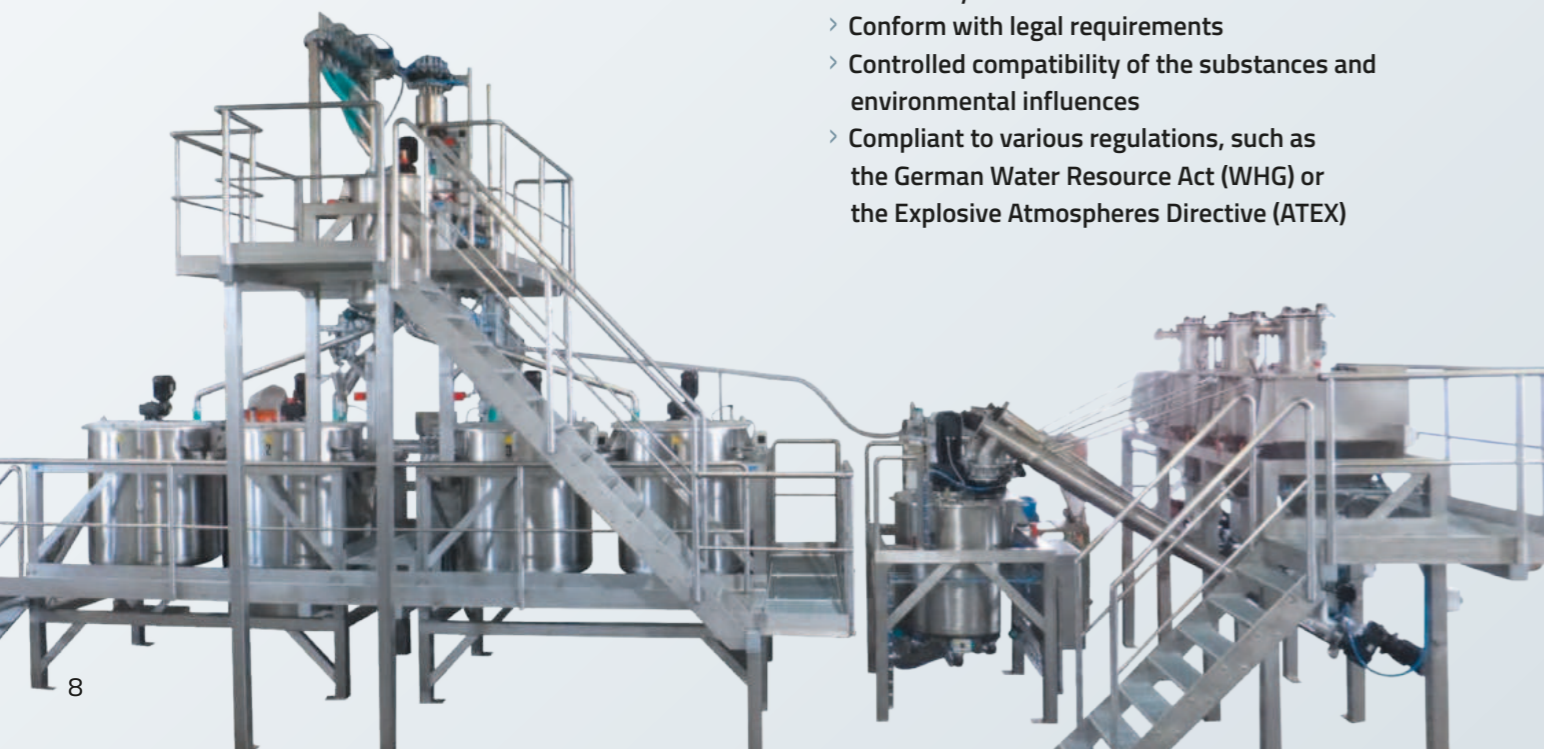 › Conform with legal requirements
› Controlled compatibility of the substances and
environmental influences
› Compliant to various regulations, such as
the German Water Resource Act (WHG) or
the Explosive Atmospheres Directive (ATEX)
8